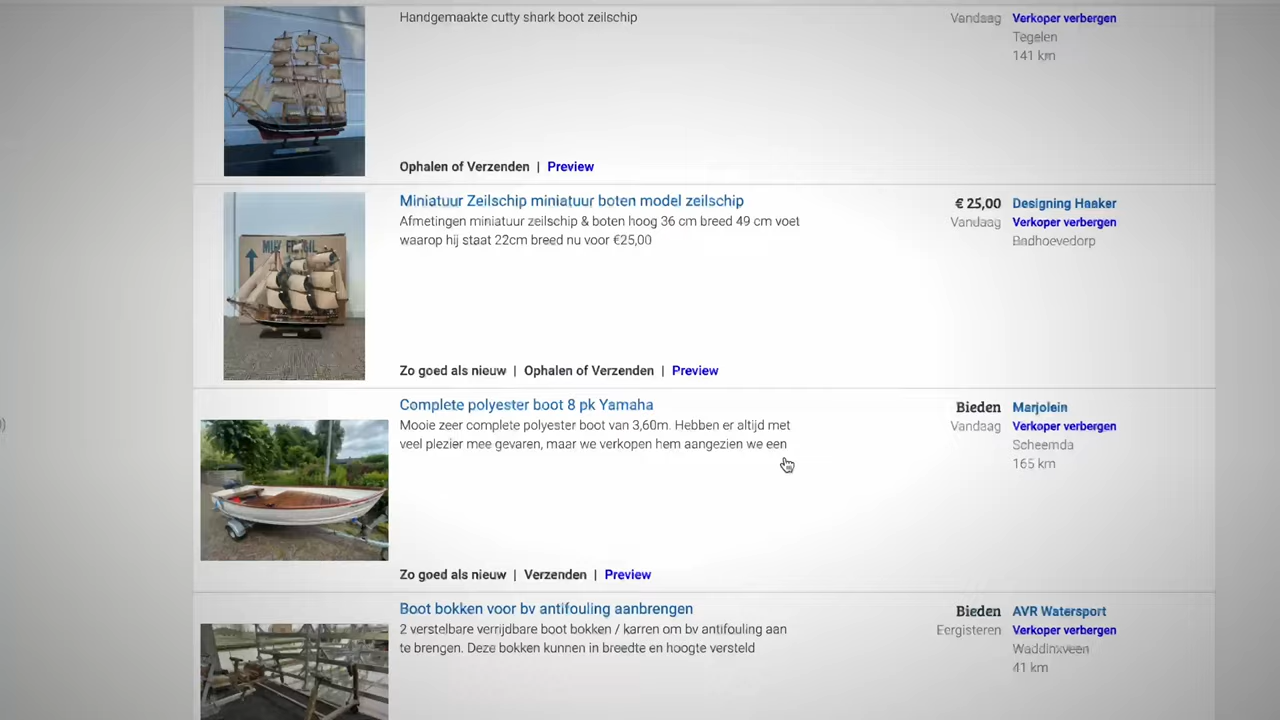 Handgemaakte cutty shark boot zeilschip
Vandaag
Verkoper verbergen
Tegelen
141 km
Ophalen of Verzenden | Preview
Miniatuur Zeilschip miniatuur boten model zeilschip
€ 25,00
Designing Haaker
Afmetingen miniatuur zeilschip & boten hoog 36 cm breed 49 cm voet
Vandaag
Verkoper verbergen
waarop hij staat 22cm breed nu voor €25,00
Badhoevedorp
Zo goed als nieuw | Ophalen of Verzenden | Preview
Complete polyester boot 8 pk Yamaha
Bieden
Marjolein
Mooie zeer complete polyester boot van 3,60m. Hebben er altijd met
Vandaag
Verkoper verbergen
veel plezier mee gevaren, maar we verkopen hem aangezien we een
Scheemda
165 km
Zo goed als nieuw | Verzenden | Preview
Boot bokken voor bv antifouling aanbrengen
Bieden
AVR Watersport
2 verstelbare verrijdbare boot bokken / karren om bv antifouling aan
Eergisteren
Verkoper verbergen
te brengen. Deze bokken kunnen in breedte en hoogte versteld
Waddinxveen
41 km